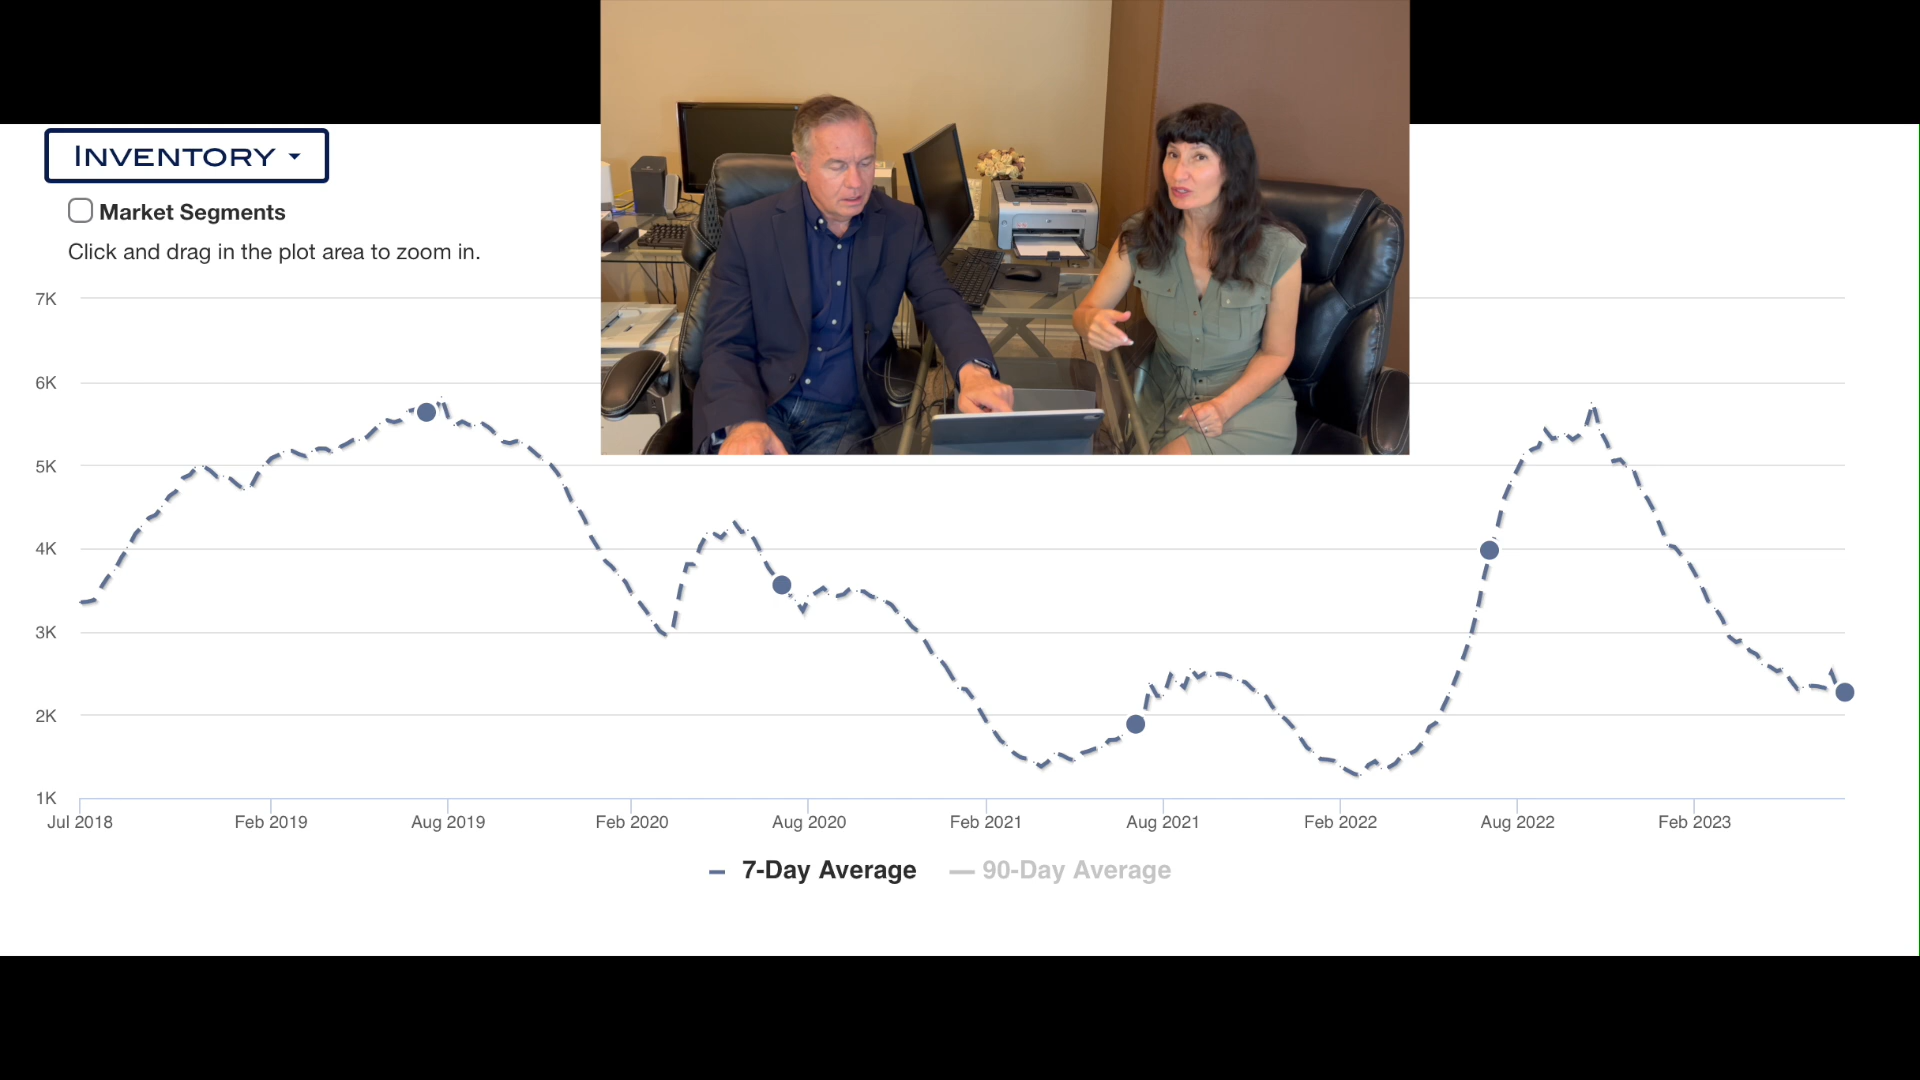 INVENTORY
Market Segments
Click and drag in the plot area to zoom in.
7K
6K
5K
4K
3K
2K
1K
Jul 2018 Feb 2019 Aug 2019 Feb 2020 Aug 2020 Feb 2021 Aug 2021 Feb 2022 Aug 2022 Feb 2023
7-Day Average 90-Day Average